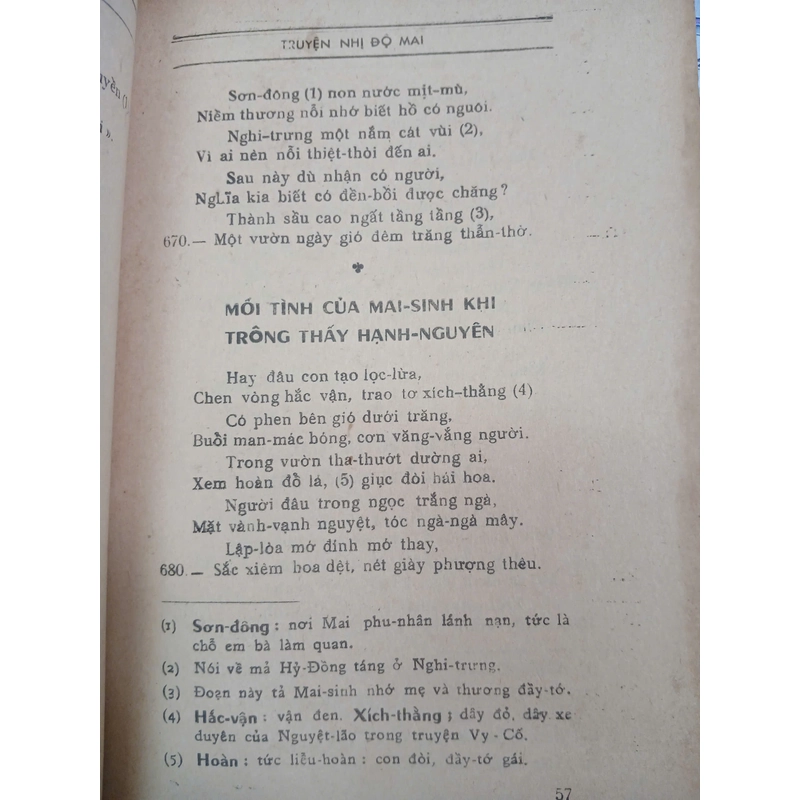 TRUYỆN NHỊ ĐỘ MAI
Sơn-đông (1) non nước mịt-mù,
Niềm thương nỗi nhớ biết hồ có nguôi.
Nghi-trưng một nắm cát vùi (2),
Vì ai nên nỗi thiệt-thòi đến ai.
Sau này dù nhận có người,
Nghĩa kia biết có đền-bồi được chăng?
Thành sầu cao ngất tầng tầng (3),
670.— Một vườn ngày gió đêm trăng thẫn-thờ.
MỐI TÌNH CỦA MAI-SINH KHI
TRÔNG THẤY HẠNH-NGUYÊN
Hay đâu con tạo lọc-lừa,
Chen vòng hắc vận, trao tơ xích-thằng (4)
Có phen bên gió dưới trăng,
Buồi man-mác bóng, cơn văng-vắng người.
Trong vườn tha-thướt dường ai,
Xem hoàn đồ lá, (5) giục đòi hái hoa.
Người đâu trong ngọc trắng ngà,
Mặt vành-vạnh nguyệt, tóc ngà-ngà mây.
Lập-lòa mớ đính mớ thay,
680.— Sắc xiêm hoa dệt, nét giày phượng thêu.
(1) Sơn-đông : nơi Mai phu-nhân lánh nạn, tức là
chỗ em bà làm quan.
(2) Nói về mả Hỷ-Đồng táng ở Nghi-trưng.
(3) Đoạn này tả Mai-sinh nhớ mẹ và thương đầy-tớ.
(4) Hắc-vận : vận đen. Xích-thằng ; dây đỏ, dây xe
duyên của Nguyệt-lão trong truyện Vy - Cố.
(5) Hoàn : tức liễu-hoàn : con đòi, đầy-tớ gái.
57